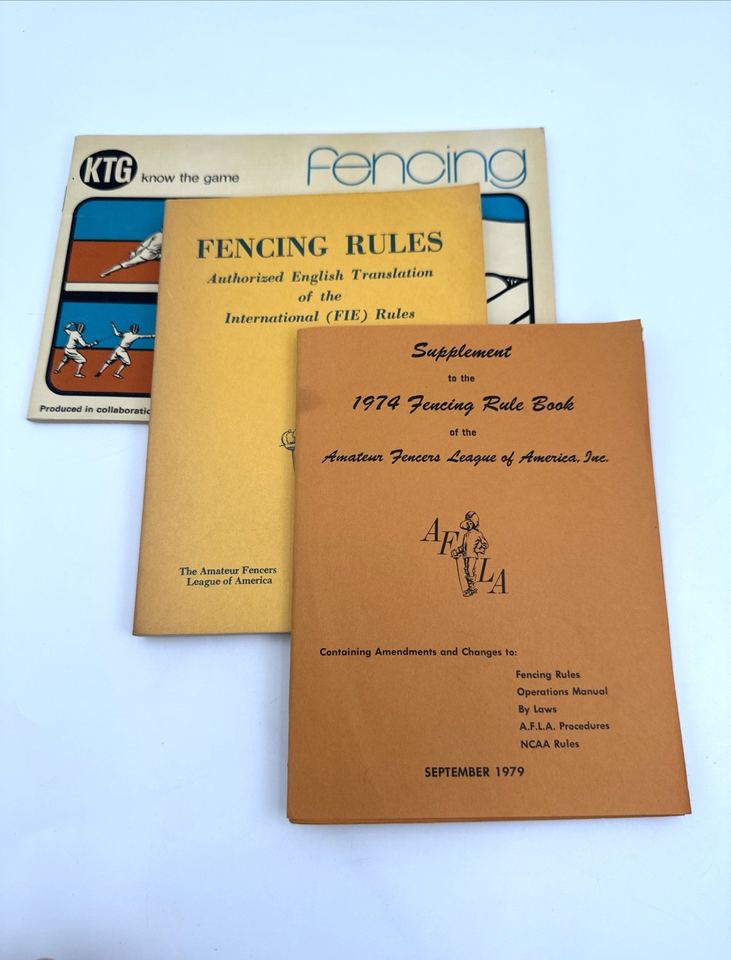 KTG know the game
fencing
Produced in collaboratio
FENCING RULES
Authorized English Translation
of the
International (FIE) Rules
The Amateur Fencers
League of America
Supplement
to the
1974 Fencing Rule Book
of the
Amateur Fencers League of America, Inc.
AFLA
Containing Amendments and Changes to:
Fencing Rules
Operations Manual
By Laws
A.F.L.A. Procedures
NCAA Rules
SEPTEMBER 1979